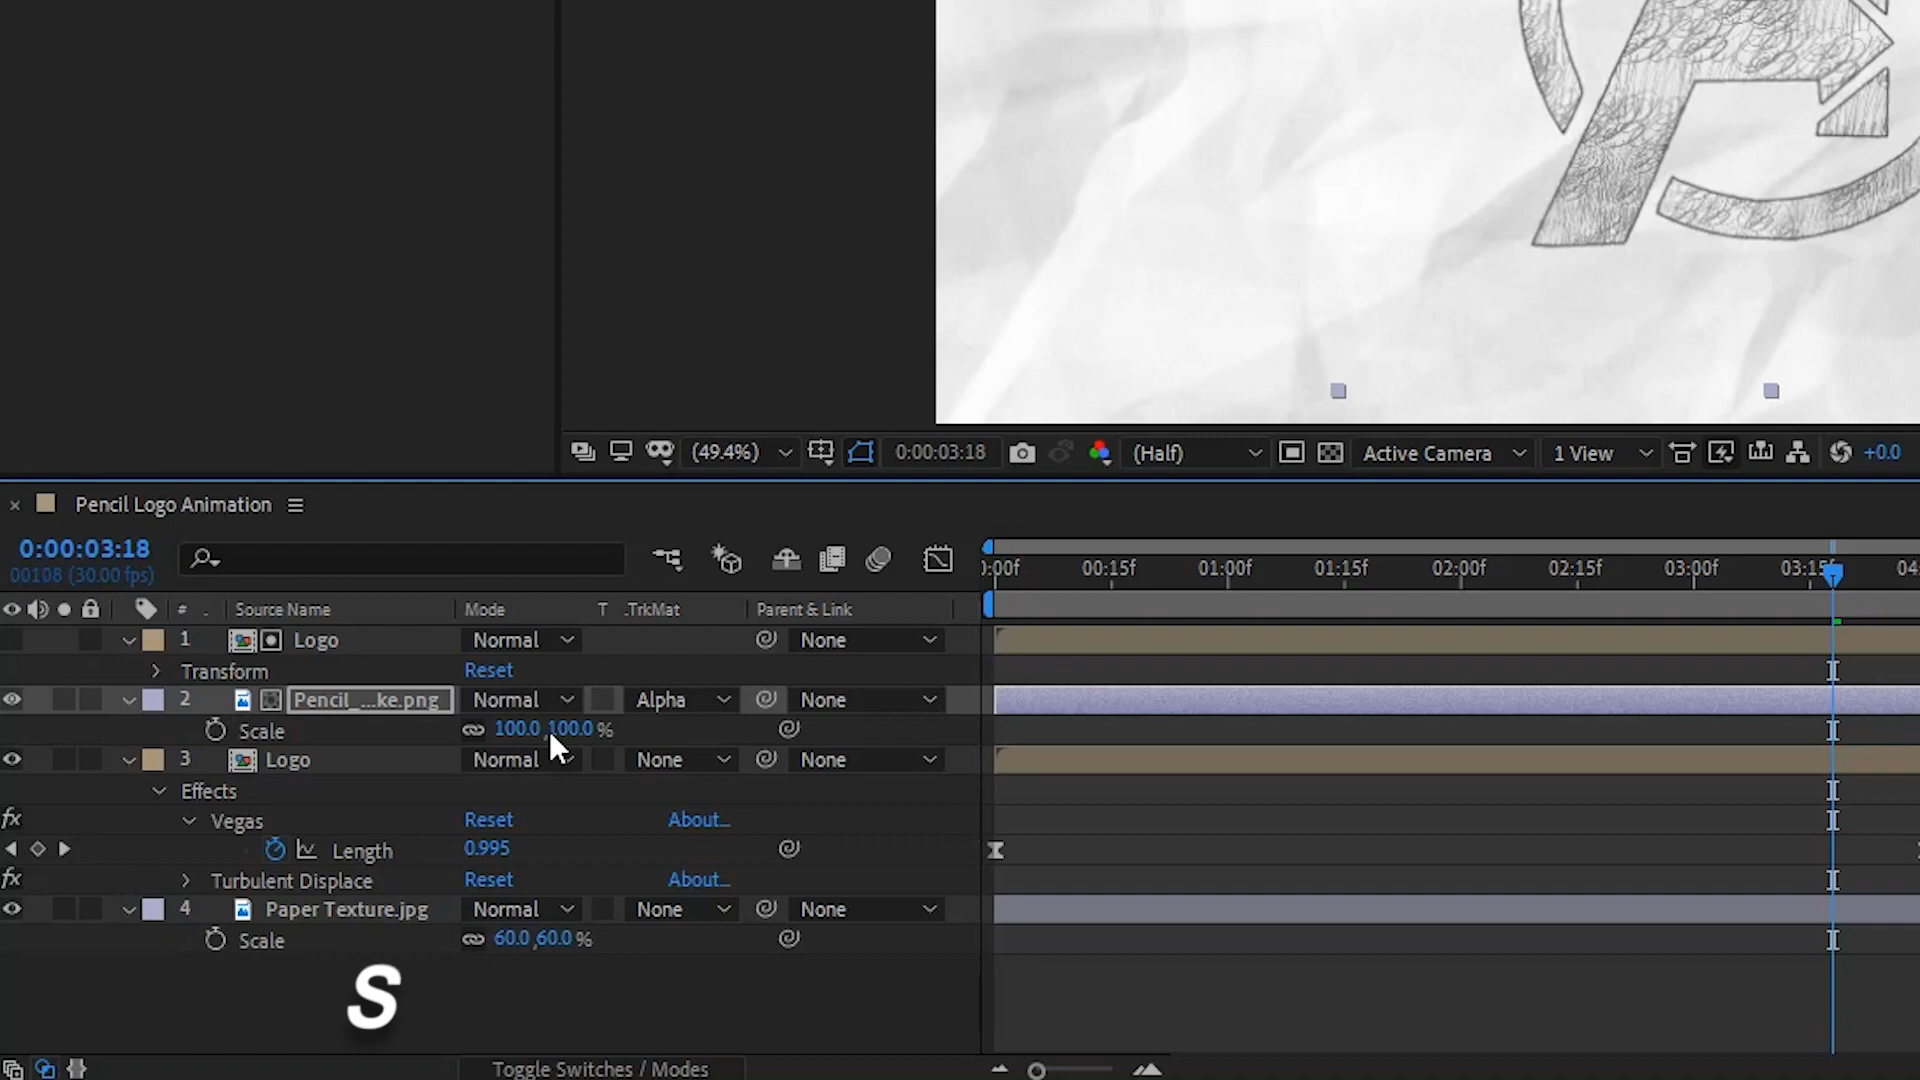 (49.4%) 0:00:03:18 (Half) Active Camera 1 View +0.0
Pencil Logo Animation
0:00:03:18
00108 (30.00 fps)
:00f 00:15f 01:00f 01:15f 02:00f 02:15f 03:00f 03:15f 04:
# Source Name Mode T .TrkMat Parent & Link
1 Logo Normal None
Transform Reset
2 Pencil_...ke.png Normal Alpha None
Scale 100.0,100.0 %
3 Logo Normal None None
Effects
fx Vegas Reset About...
Length 0.995
fx Turbulent Displace Reset About...
4 Paper Texture.jpg Normal None None
Scale 60.0,60.0 %
S
Toggle Switches / Modes